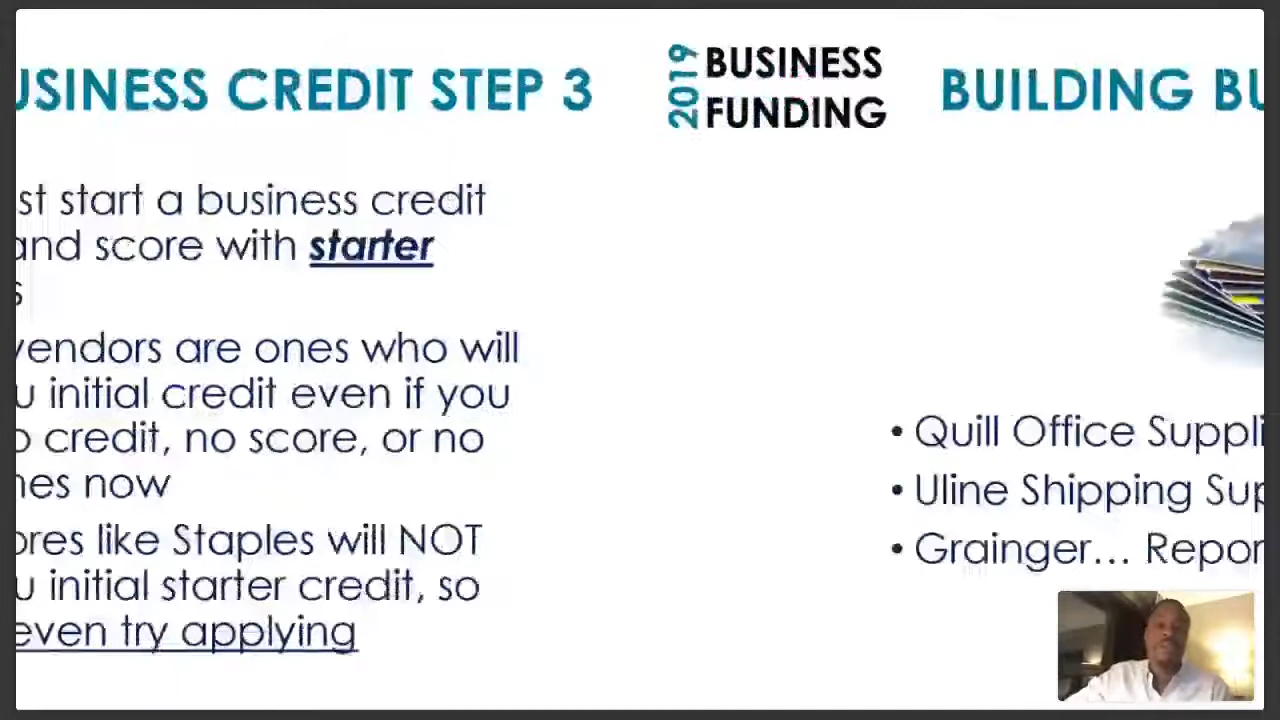 USINESS CREDIT STEP 3
st start a business credit
and score with starter
s
vendors are ones who will
u initial credit even if you
o credit, no score, or no
nes now
ores like Staples will NOT
u initial starter credit, so
even try applying
2019 BUSINESS
FUNDING
BUILDING BU
• Quill Office Suppli
• Uline Shipping Sup
• Grainger... Repor